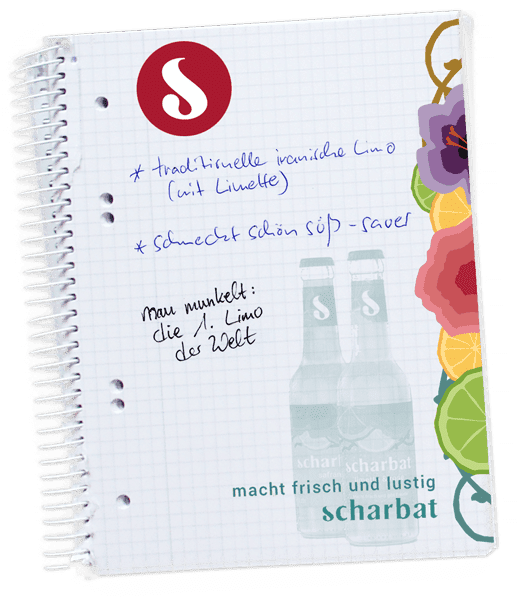 * traditionelle iranische Limo
(mit Limette)
* schmeckt schön süß-sauer
man munkelt:
die 1. Limo
der Welt
scharbat
scharbat
macht frisch und lustig
scharbat